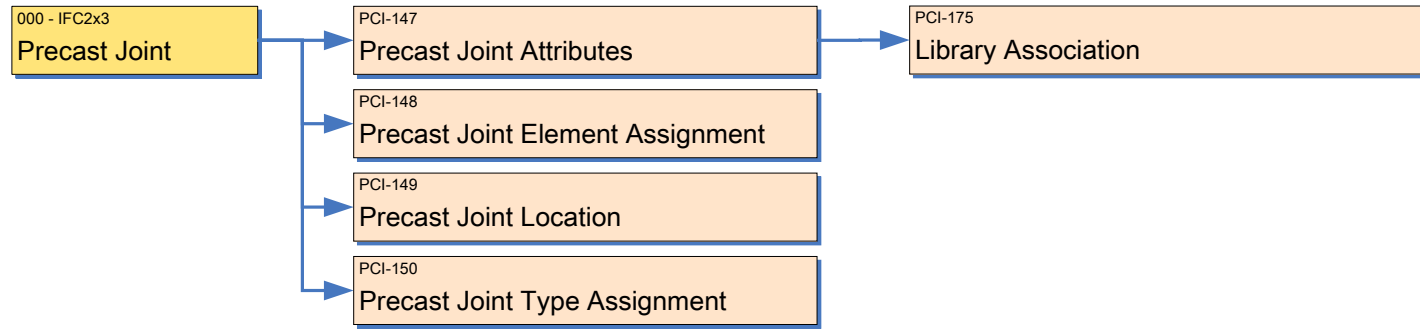 000 - IFC2x3
Precast Joint
PCI-147
Precast Joint Attributes
PCI-175
Library Association
PCI-148
Precast Joint Element Assignment
PCI-149
Precast Joint Location
PCI-150
Precast Joint Type Assignment